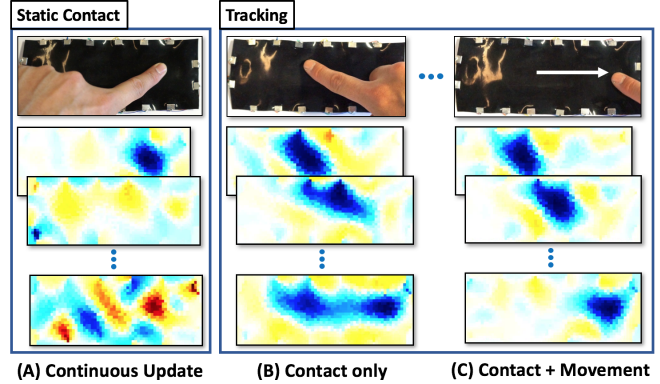 Static Contact
Tracking
(A) Continuous Update
(B) Contact only
(C) Contact + Movement